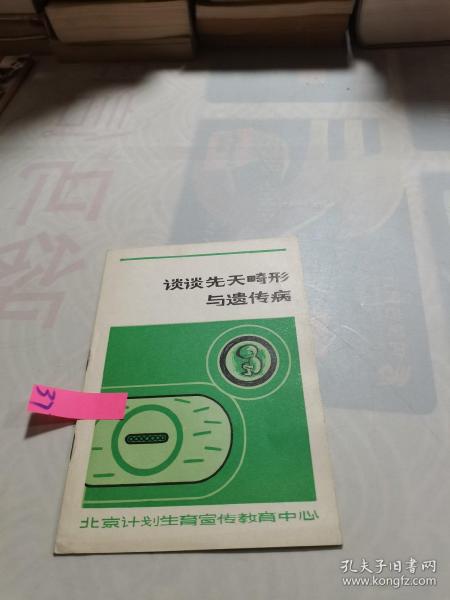 谈谈先天畸形
与遗传病
37
北京计划生育宣传教育中心
孔夫子旧书网
www.kongfz.com